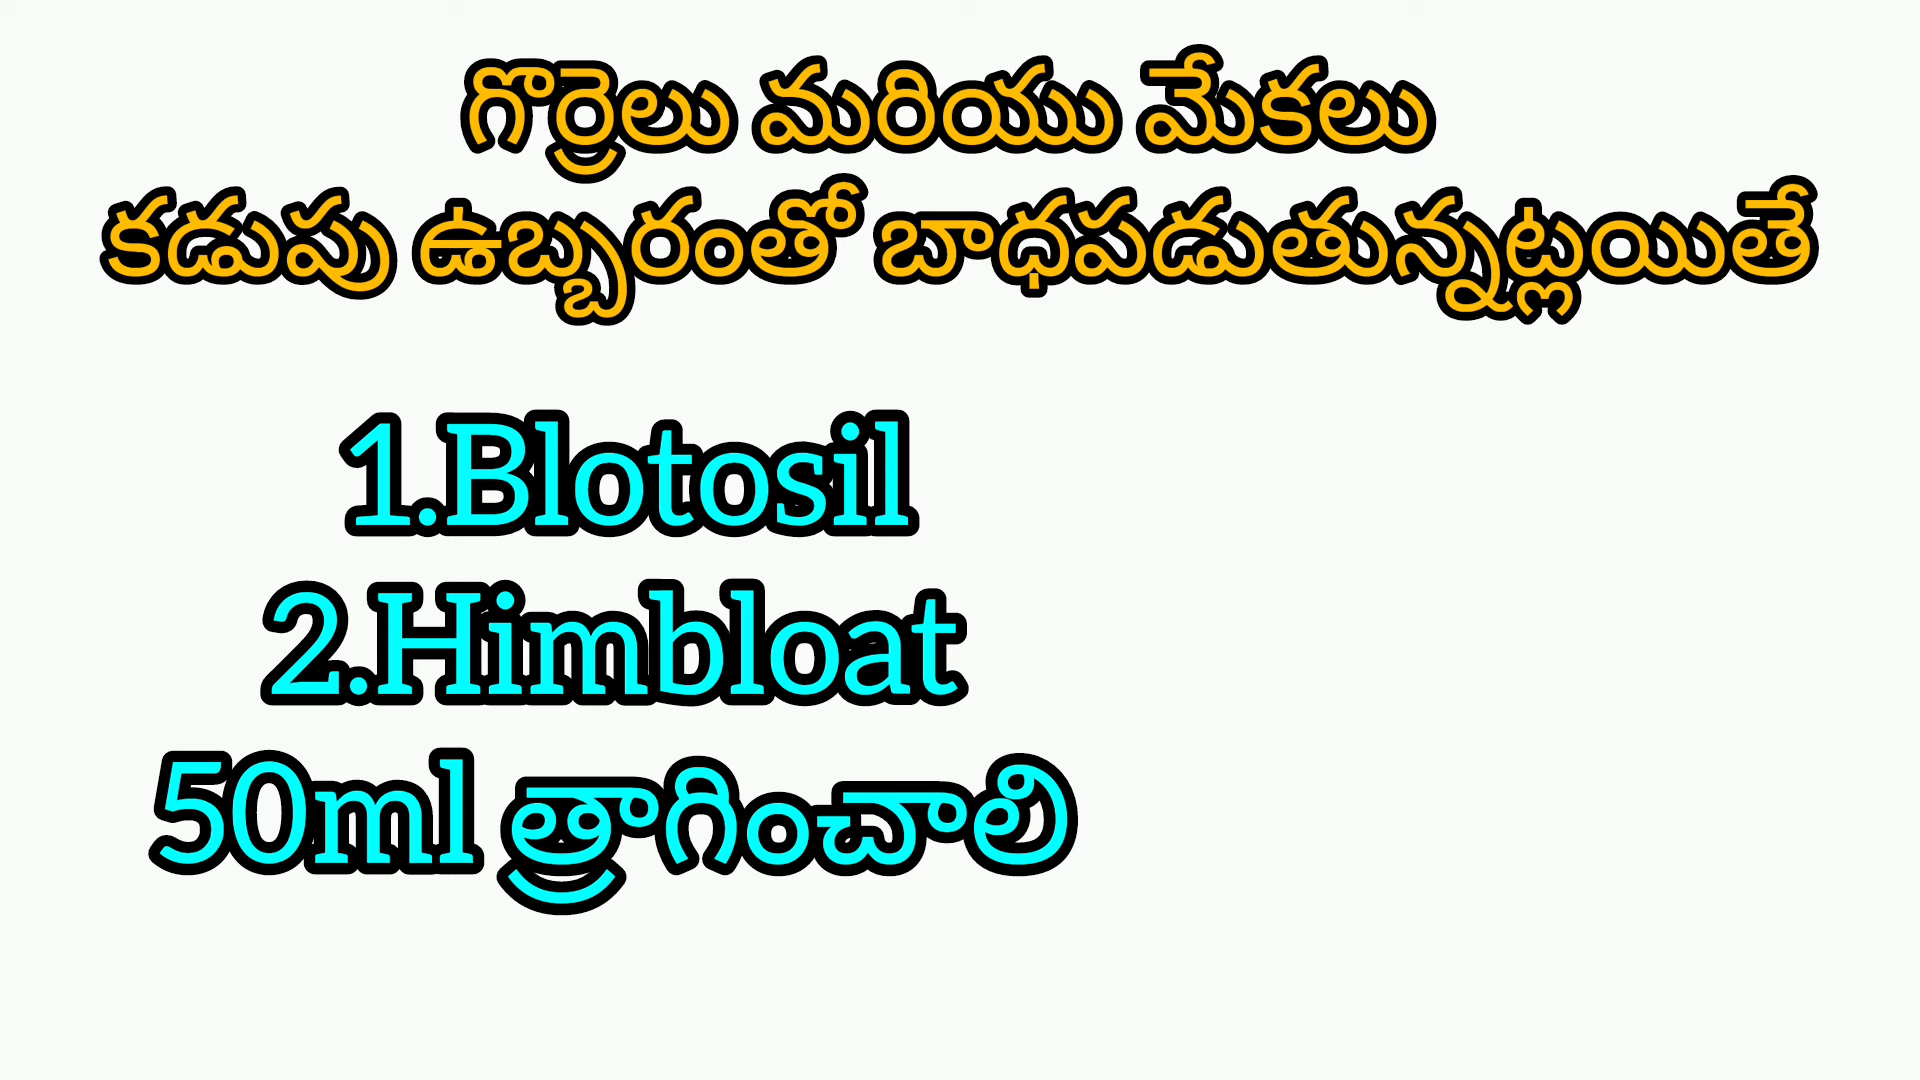 గొర్రెలు మరియు మేకలు
కడుపు ఉబ్బరంతో బాధపడుతున్నట్లయితే
1.Blotosil
2.Himbloat
50ml త్రాగించాలి